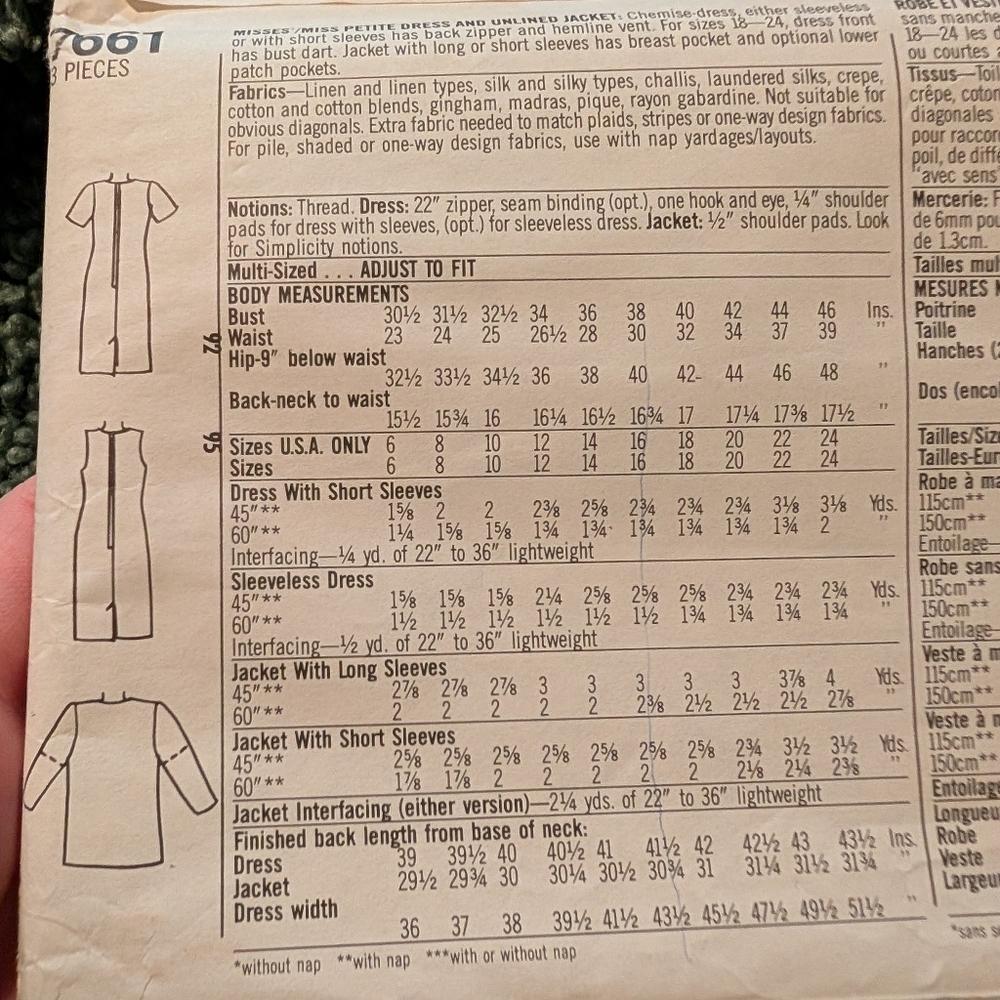 7661
3 PIECES
MISSES'/MISS PETITE DRESS AND UNLINED JACKET: Chemise-dress, either sleeveless
or with short sleeves has back zipper and hemline vent. For sizes 18—24, dress front
has bust dart. Jacket with long or short sleeves has breast pocket and optional lower
patch pockets.
Fabrics—Linen and linen types, silk and silky types, challis, laundered silks, crepe,
cotton and cotton blends, gingham, madras, pique, rayon gabardine. Not suitable for
obvious diagonals. Extra fabric needed to match plaids, stripes or one-way design fabrics.
For pile, shaded or one-way design fabrics, use with nap yardages/layouts.
Notions: Thread. Dress: 22" zipper, seam binding (opt.), one hook and eye, ¼" shoulder
pads for dress with sleeves, (opt.) for sleeveless dress. Jacket: ½" shoulder pads. Look
for Simplicity notions.
Multi-Sized . . . ADJUST TO FIT
BODY MEASUREMENTS
Bust 30½ 31½ 32½ 34 36 38 40 42 44 46 Ins.
Waist 23 24 25 26½ 28 30 32 34 37 39 "
Hip-9" below waist
32½ 33½ 34½ 36 38 40 42 44 46 48 "
Back-neck to waist
15½ 15¾ 16 16¼ 16½ 16¾ 17 17¼ 17⅜ 17½ "
Sizes U.S.A. ONLY 6 8 10 12 14 16 18 20 22 24
Sizes 6 8 10 12 14 16 18 20 22 24
Dress With Short Sleeves
45"** 1⅝ 2 2 2⅜ 2⅝ 2¾ 2¾ 2¾ 3⅛ 3⅛ Yds.
60"** 1¼ 1⅝ 1⅝ 1¾ 1¾ 1¾ 1¾ 1¾ 1¾ 2 "
Interfacing—¼ yd. of 22" to 36" lightweight
Sleeveless Dress
45"** 1⅝ 1⅝ 1⅝ 2¼ 2⅝ 2⅝ 2⅝ 2¾ 2¾ 2¾ Yds.
60"** 1½ 1½ 1½ 1½ 1½ 1½ 1¾ 1¾ 1¾ 1¾ "
Interfacing—½ yd. of 22" to 36" lightweight
Jacket With Long Sleeves
45"** 2⅞ 2⅞ 2⅞ 3 3 3 3 3 3⅞ 4 Yds.
60"** 2 2 2 2 2 2⅜ 2½ 2½ 2½ 2⅞ "
Jacket With Short Sleeves
45"** 2⅝ 2⅝ 2⅝ 2⅝ 2⅝ 2⅝ 2⅝ 2¾ 3½ 3½ Yds.
60"** 1⅞ 1⅞ 2 2 2 2 2 2⅛ 2¼ 2⅜ "
Jacket Interfacing (either version)—2¼ yds. of 22" to 36" lightweight
Finished back length from base of neck:
Dress 39 39½ 40 40½ 41 41½ 42 42½ 43 43½ Ins.
Jacket 29½ 29¾ 30 30¼ 30½ 30¾ 31 31¼ 31½ 31¾ "
Dress width
36 37 38 39½ 41½ 43½ 45½ 47½ 49½ 51½ "
*without nap **with nap ***with or without nap
92
95
sans manche
18—24 les d
ou courtes a
Tissus—Toil
crêpe, coton
diagonales
pour raccor
poil, de diffé
"avec sens"
Mercerie: F
de 6mm pou
de 1.3cm.
Tailles mul
MESURES N
Poitrine
Taille
Hanches (2
Dos (enco
Tailles/Siz
Tailles-Eur
Robe à ma
115cm**
150cm**
Entoilage—
Robe sans
115cm**
150cm**
Entoilage—
Veste à m
115cm**
150cm**
Veste à n
115cm**
150cm**
Entoilage
Longueu
Robe
Veste
Largeu
*sans se